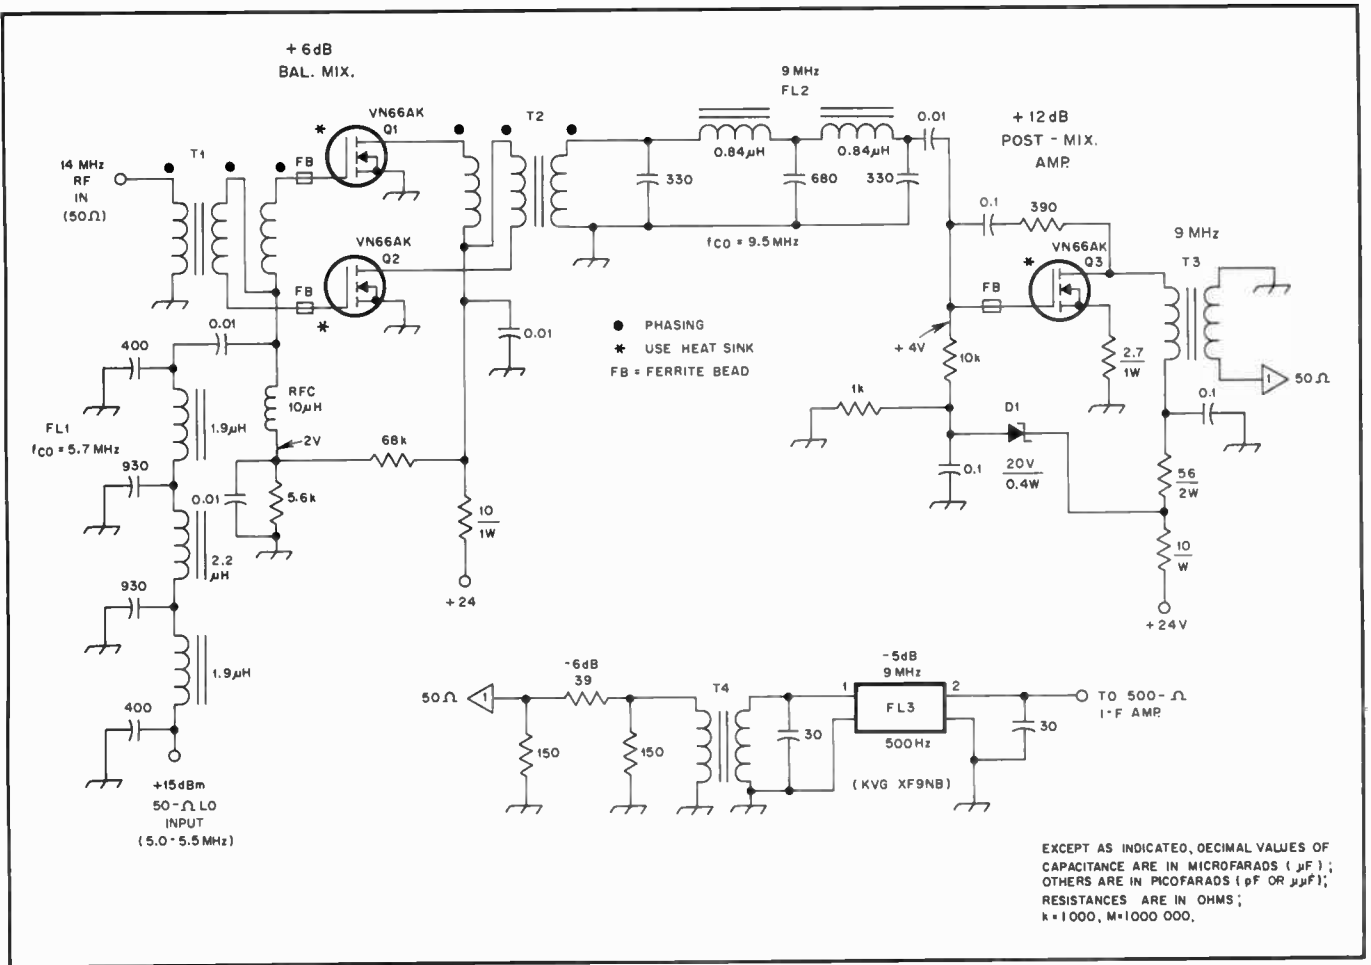 +6dB
BAL. MIX.
VN66AK
Q1
*
T1
14 MHz
RF
IN
(50Ω)
FB
VN66AK
Q2
FB
*
T2
9 MHz
FL2
0.84µH
0.84µH
330
680
330
fCO = 9.5MHz
0.01
+12dB
POST - MIX.
AMP.
0.1
390
VN66AK
Q3
*
FB
9 MHz
T3
+4V
10k
2.7
1W
50Ω
1
0.1
1k
D1
20V
0.4W
0.1
56
2W
10
W
+24V
● PHASING
* USE HEAT SINK
FB = FERRITE BEAD
0.01
0.01
400
RFC
10µH
FL1
fCO = 5.7 MHz
1.9µH
2V
68k
930
0.01
5.6k
10
1W
+24
2.2
µH
930
1.9µH
400
+15dBm
50-Ω LO
INPUT
(5.0-5.5MHz)
-6dB
39
50Ω
1
150
150
T4
30
-5dB
9MHz
1
2
FL3
500Hz
(KVG XF9NB)
30
TO 500-Ω
I-F AMP.
EXCEPT AS INDICATED, DECIMAL VALUES OF
CAPACITANCE ARE IN MICROFARADS (µF);
OTHERS ARE IN PICOFARADS (pF OR µµF);
RESISTANCES ARE IN OHMS;
k=1000, M=1000 000.